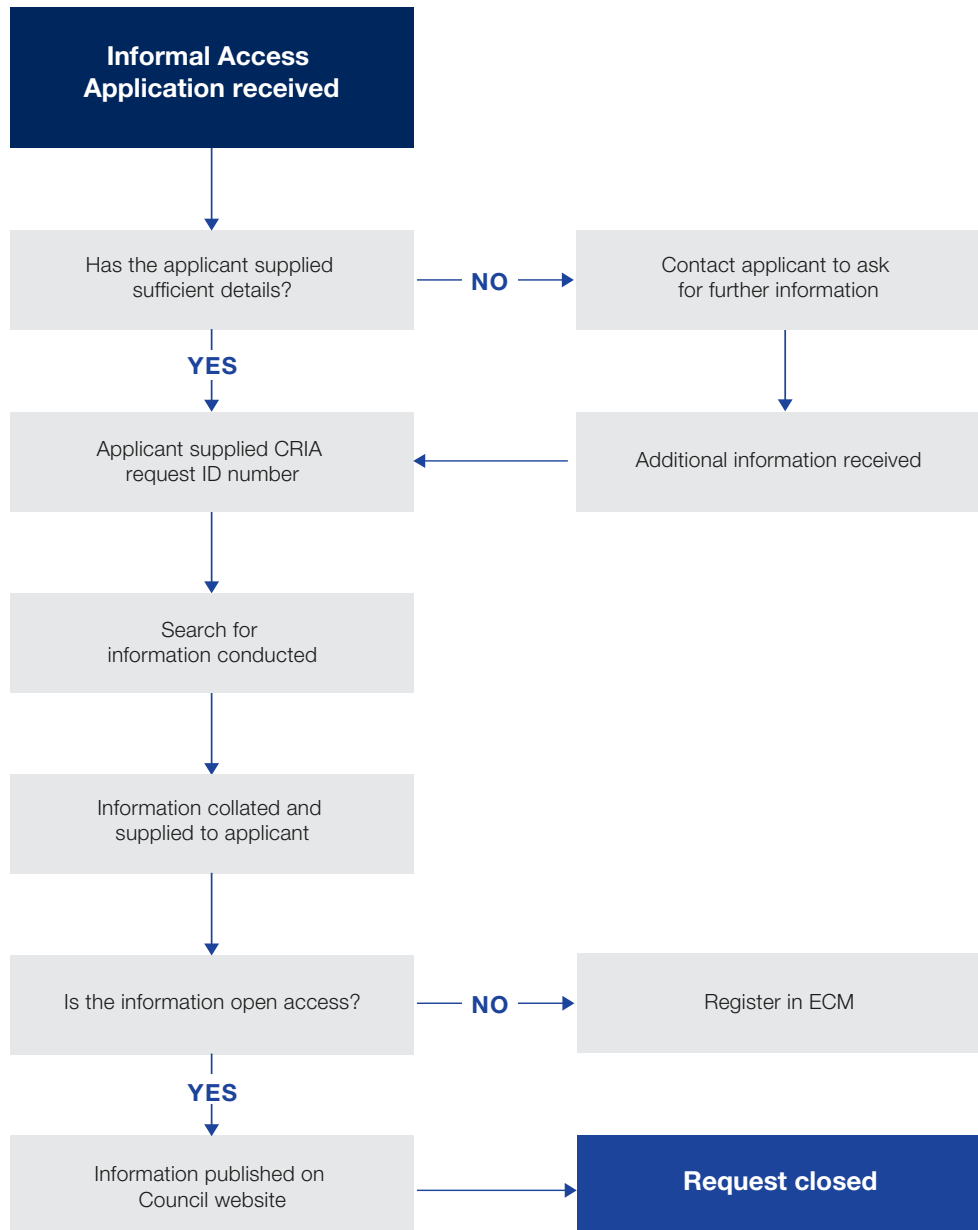 Informal Access
Application received
Has the applicant supplied
sufficient details?
NO
Contact applicant to ask
for further information
YES
Applicant supplied CRIA
request ID number
Additional information received
Search for
information conducted
Information collated and
supplied to applicant
Is the information open access?
NO
Register in ECM
YES
Information published on
Council website
Request closed